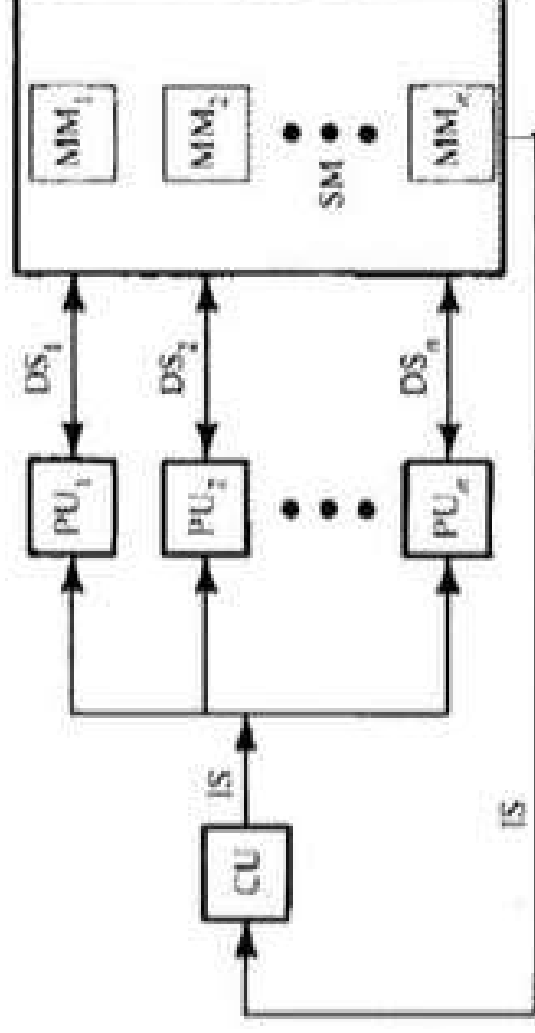 CU
IS
PU₁
PU₂
PUₙ
DS₁
DS₂
DSₙ
MM₁
MM₂
SM
MMₙ
IS